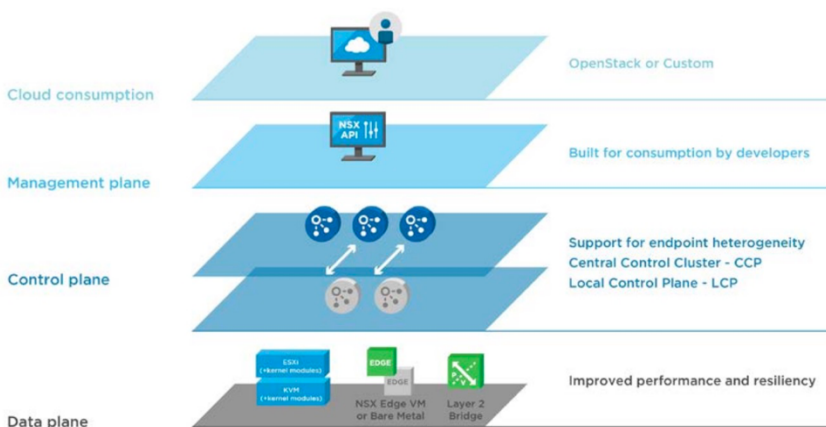 OpenStack or Custom
Cloud consumption
NSX
API
Built for consumption by developers
Management plane
Support for endpoint heterogeneity
Central Control Cluster - CCP
Control plane
Local Control Plane - LCP
ESXi
(+kernel modules)
KVM
(+kernel modules)
EDGE
EDGE
P V
NSX Edge VM
or Bare Metal
Layer 2
Bridge
Improved performance and resiliency
Data plane